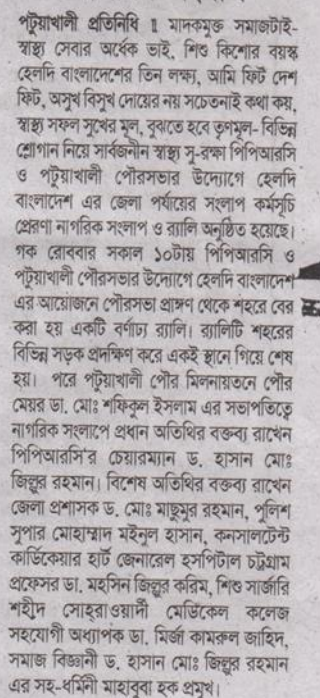 পটুয়াখালী প্রতিনিধি ॥ মাদকমুক্ত সমাজটাই-
স্বাস্থ্য সেবার অর্ধেক ভাই, শিশু কিশোর বয়স্ক
হেলদি বাংলাদেশের তিন লক্ষ্য, আমি ফিট দেশ
ফিট, অসুখ বিসুখ দোয়ের নয় সচেতনাই কথা কয়,
স্বাস্থ্য সফল সুখের মূল, বুঝতে হবে তৃণমূল- বিভিন্ন
শ্লোগান নিয়ে সার্বজনীন স্বাস্থ্য সু-রক্ষা পিপিআরসি
ও পটুয়াখালী পৌরসভার উদ্যোগে হেলদি
বাংলাদেশ এর জেলা পর্যায়ের সংলাপ কর্মসূচি
প্রেরণা নাগরিক সংলাপ ও র‍্যালি অনুষ্ঠিত হয়েছে।
গক রোববার সকাল ১০টায় পিপিআরসি ও
পটুয়াখালী পৌরসভার উদ্যোগে হেলদি বাংলাদেশ
এর আয়োজনে পৌরসভা প্রাঙ্গণ থেকে শহরে বের
করা হয় একটি বর্ণাঢ্য র‍্যালি। র‍্যালিটি শহরের
বিভিন্ন সড়ক প্রদক্ষিণ করে একই স্থানে গিয়ে শেষ
হয়। পরে পটুয়াখালী পৌর মিলনায়তনে পৌর
মেয়র ডা. মোঃ শফিকুল ইসলাম এর সভাপতিত্বে
নাগরিক সংলাপে প্রধান অতিথির বক্তব্য রাখেন
পিপিআরসি'র চেয়ারম্যান ড. হাসান মোঃ
জিল্লুর রহমান। বিশেষ অতিথির বক্তব্য রাখেন
জেলা প্রশাসক ড. মোঃ মাছুমুর রহমান, পুলিশ
সুপার মোহাম্মাদ মইনুল হাসান, কনসালটেন্ট
কার্ডিকেয়ার হার্ট জেনারেল হসপিটাল চট্টগ্রাম
প্রফেসর ডা. মহসিন জিল্লুর করিম, শিশু সার্জারি
শহীদ সোহ্‌রাওয়ার্দী মেডিকেল কলেজ
সহযোগী অধ্যাপক ডা. মির্জা কামরুল জাহিদ,
সমাজ বিজ্ঞানী ড. হাসান মোঃ জিল্লুর রহমান
এর সহ-ধর্মিনী মাহাবুবা হক প্রমুখ।